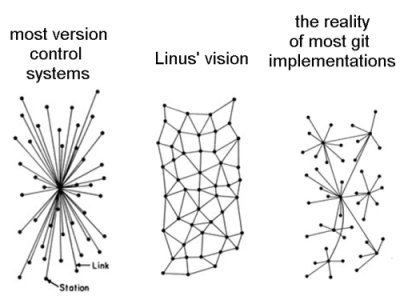 most version
control
systems
Linus' vision
the reality
of most git
implementations
Link
Station